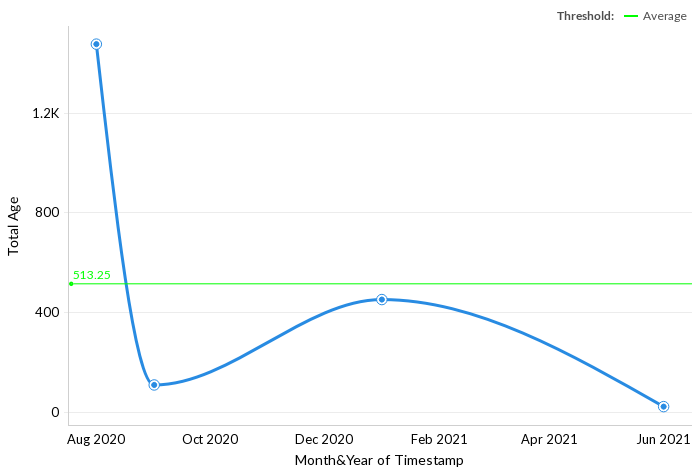 Threshold: Average
1.2K
800
400
0
Total Age
513.25
Aug 2020 Oct 2020 Dec 2020 Feb 2021 Apr 2021 Jun 2021
Month&Year of Timestamp